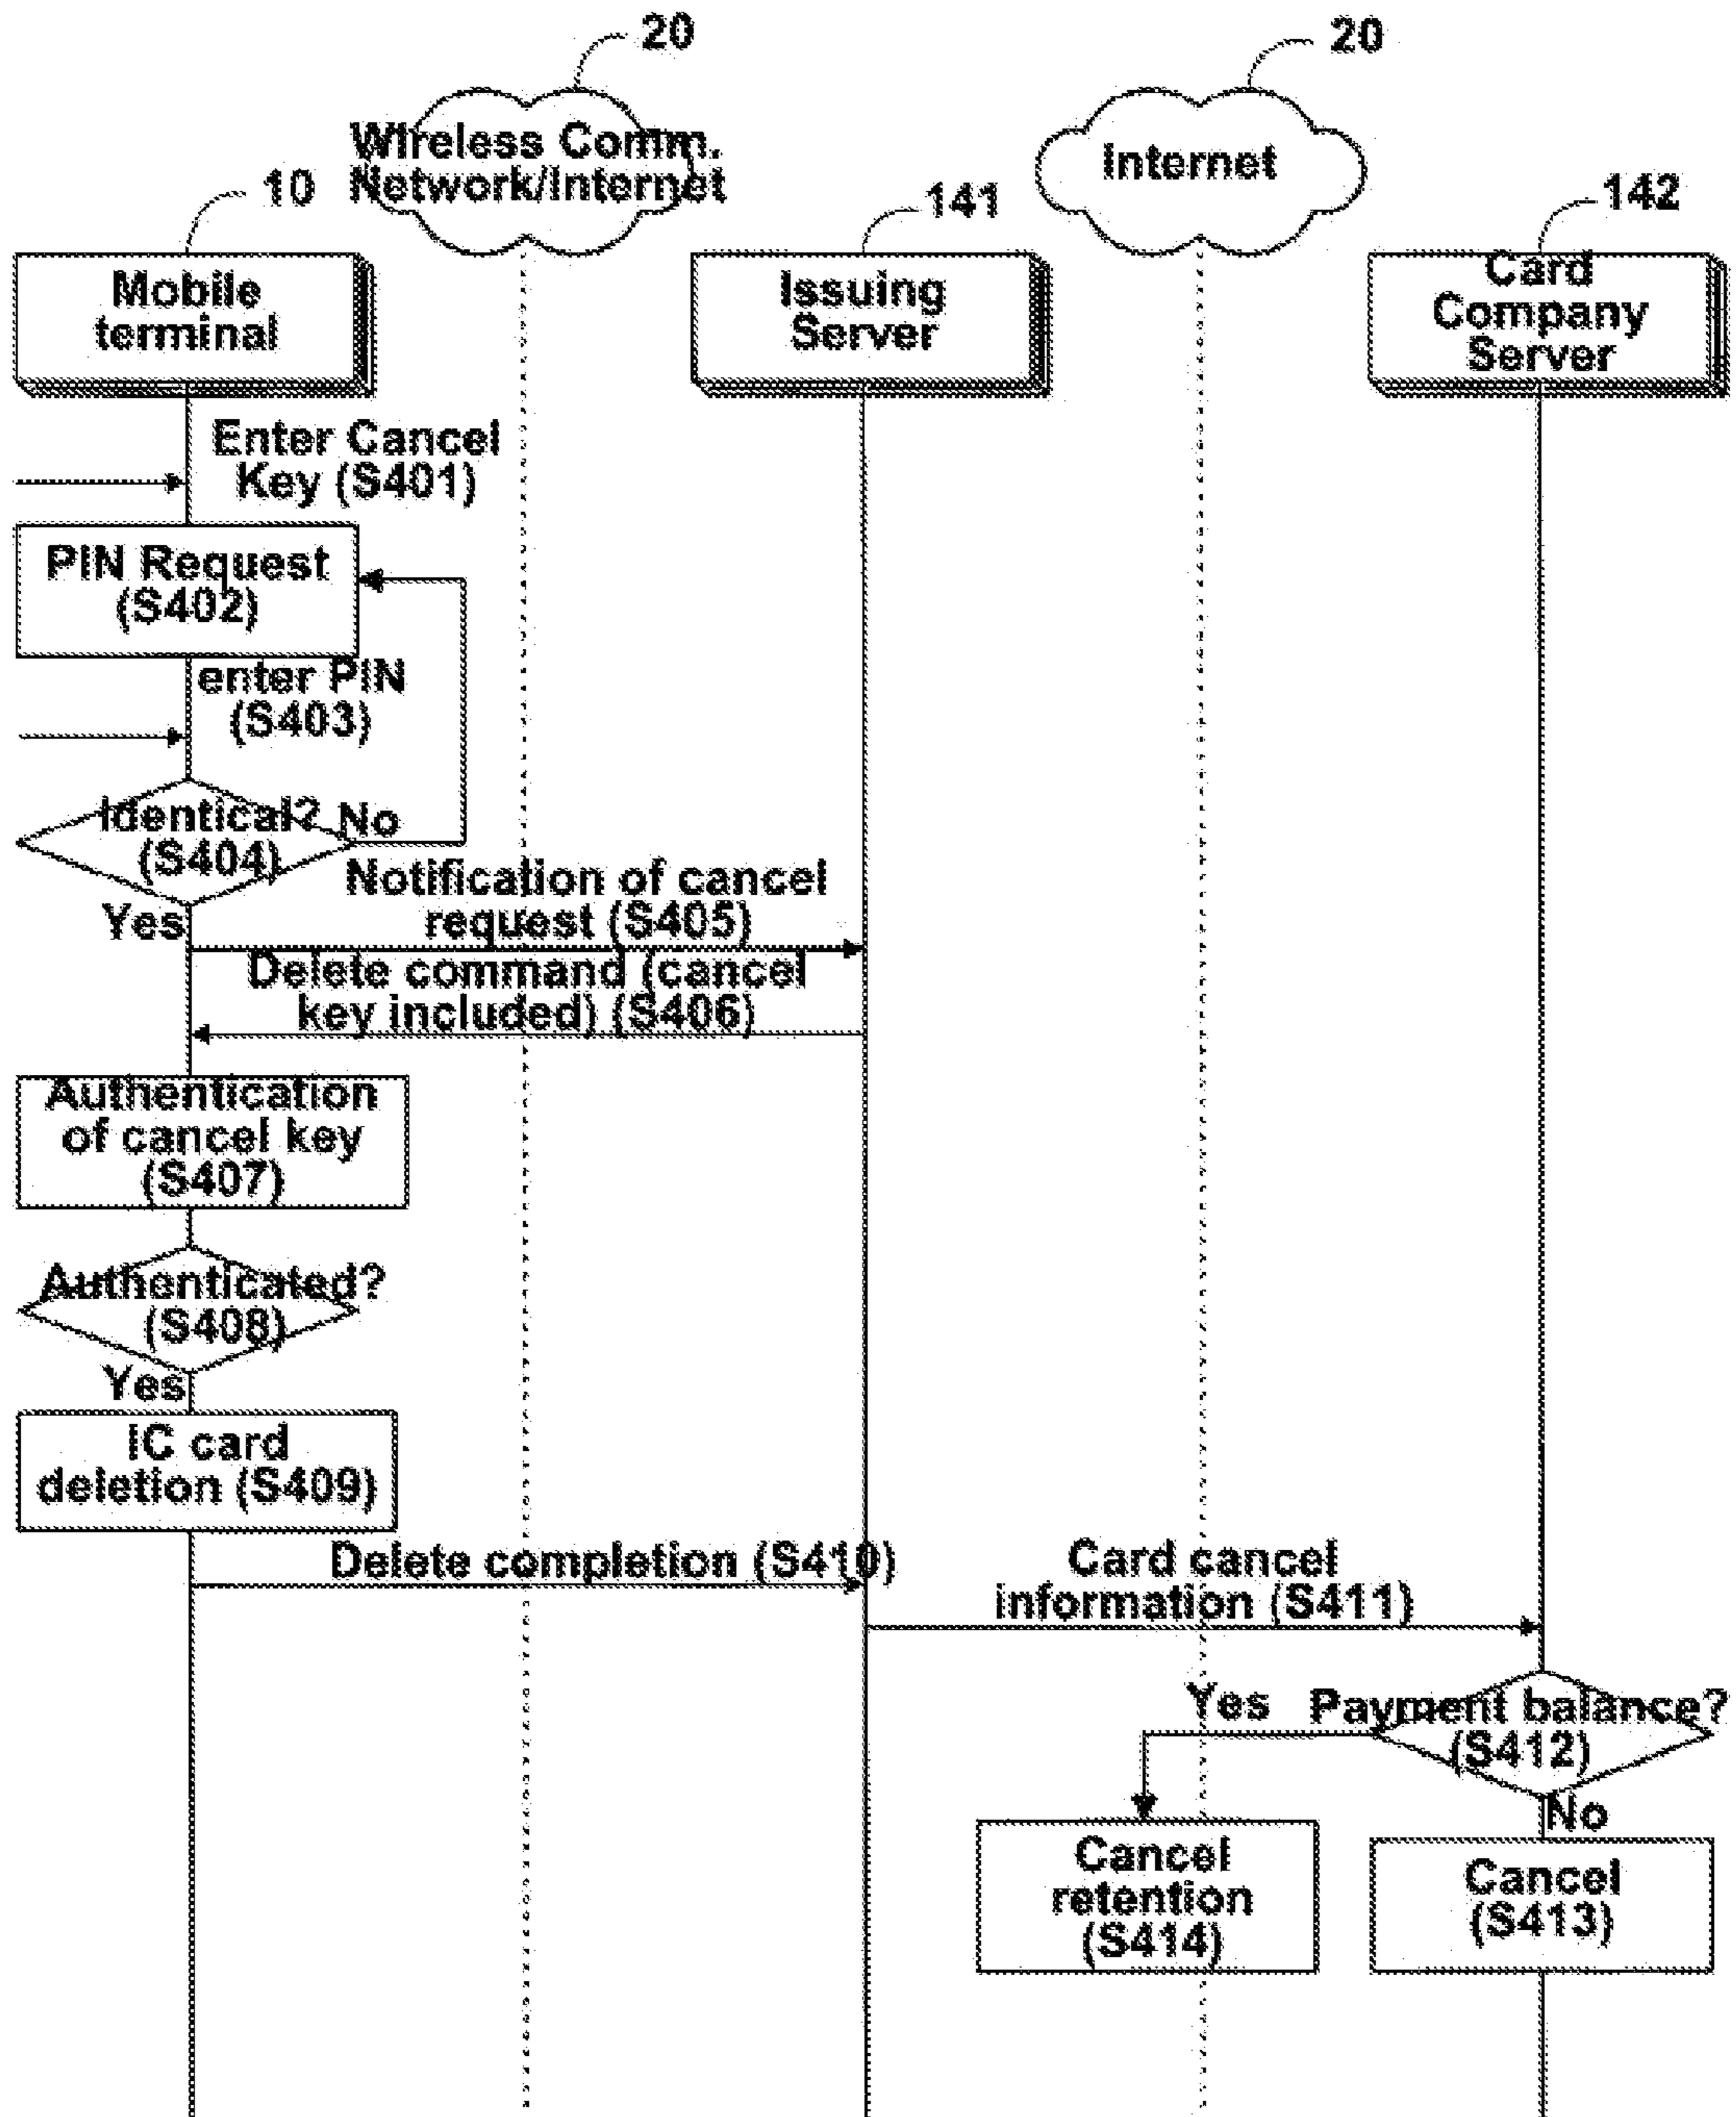 20
20
Wireless Comm.
Network/Internet
Internet
10
141
142
Mobile
terminal
Issuing
Server
Card
Company
Server
Enter Cancel
Key (S401)
PIN Request
(S402)
enter PIN
(S403)
Identical?
(S404)
No
Yes
Notification of cancel
request (S405)
Delete command (cancel
key included) (S406)
Authentication
of cancel key
(S407)
Authenticated?
(S408)
Yes
IC card
deletion (S409)
Delete completion (S410)
Card cancel
information (S411)
Yes
Payment balance?
(S412)
No
Cancel
retention
(S414)
Cancel
(S413)